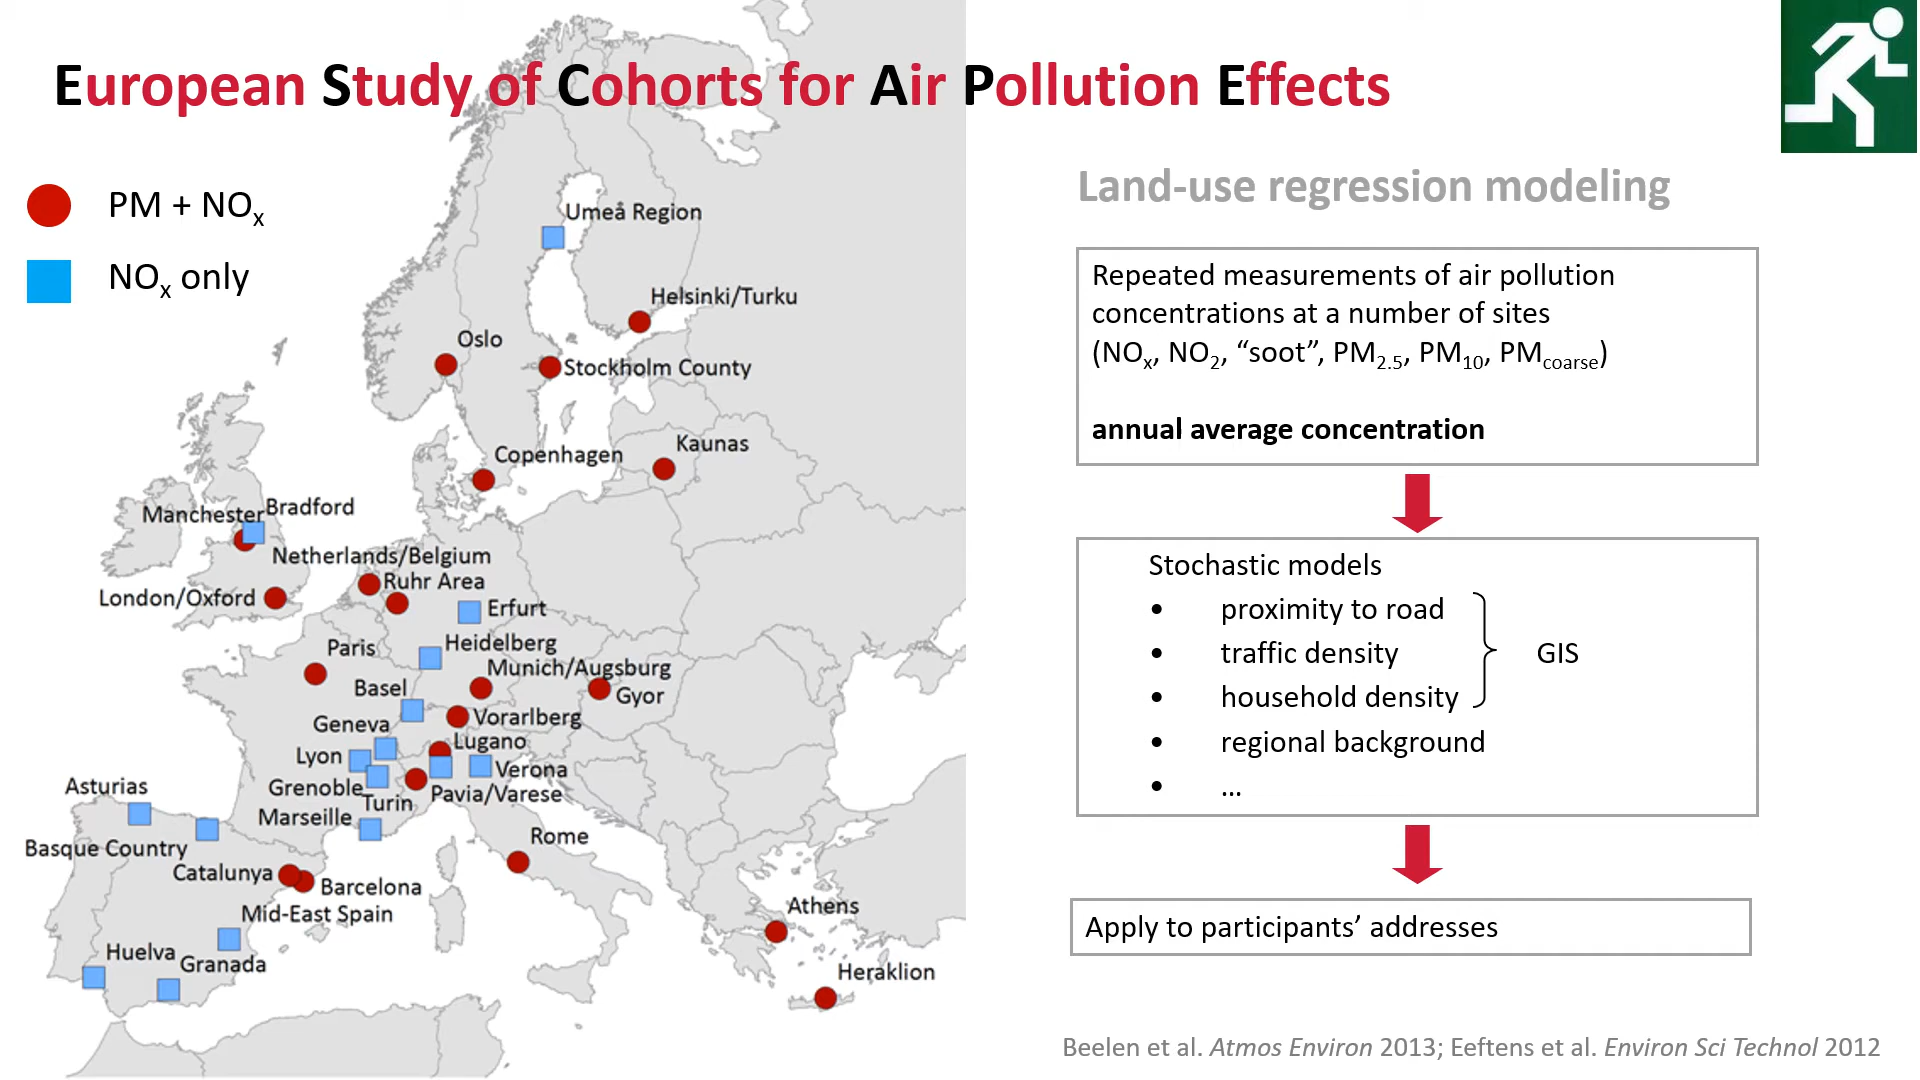 European Study of Cohorts for Air Pollution Effects
PM + NOx
NOx only
Umeå Region
Helsinki/Turku
Oslo
Stockholm County
Copenhagen
Kaunas
Bradford
Manchester
Netherlands/Belgium
Ruhr Area
London/Oxford
Erfurt
Paris
Heidelberg
Munich/Augsburg
Basel
Gyor
Geneva
Vorarlberg
Lugano
Lyon
Verona
Grenoble
Turin
Pavia/Varese
Asturias
Marseille
Rome
Basque Country
Catalunya
Barcelona
Mid-East Spain
Athens
Huelva
Granada
Heraklion
Land-use regression modeling
Repeated measurements of air pollution
concentrations at a number of sites
(NOx, NO2, “soot”, PM2.5, PM10, PMcoarse)
annual average concentration
Stochastic models
• proximity to road
• traffic density
GIS
• household density
• regional background
• ...
Apply to participants’ addresses
Beelen et al. Atmos Environ 2013; Eeftens et al. Environ Sci Technol 2012